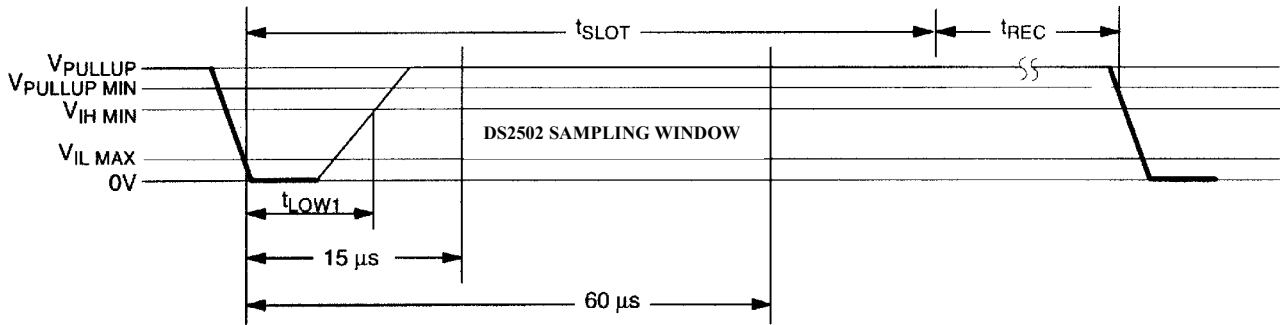 tSLOT
tREC
VPULLUP
VPULLUP MIN
VIH MIN
DS2502 SAMPLING WINDOW
VIL MAX
0V
tLOW1
15 μs
60 μs